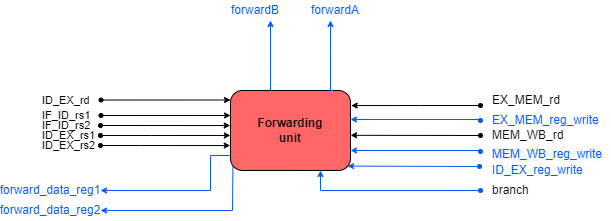 forwardB
forwardA
ID_EX_rd
IF_ID_rs1
IF_ID_rs2
ID_EX_rs1
ID_EX_rs2
Forwarding
unit
EX_MEM_rd
EX_MEM_reg_write
MEM_WB_rd
MEM_WB_reg_write
ID_EX_reg_write
branch
forward_data_reg1
forward_data_reg2